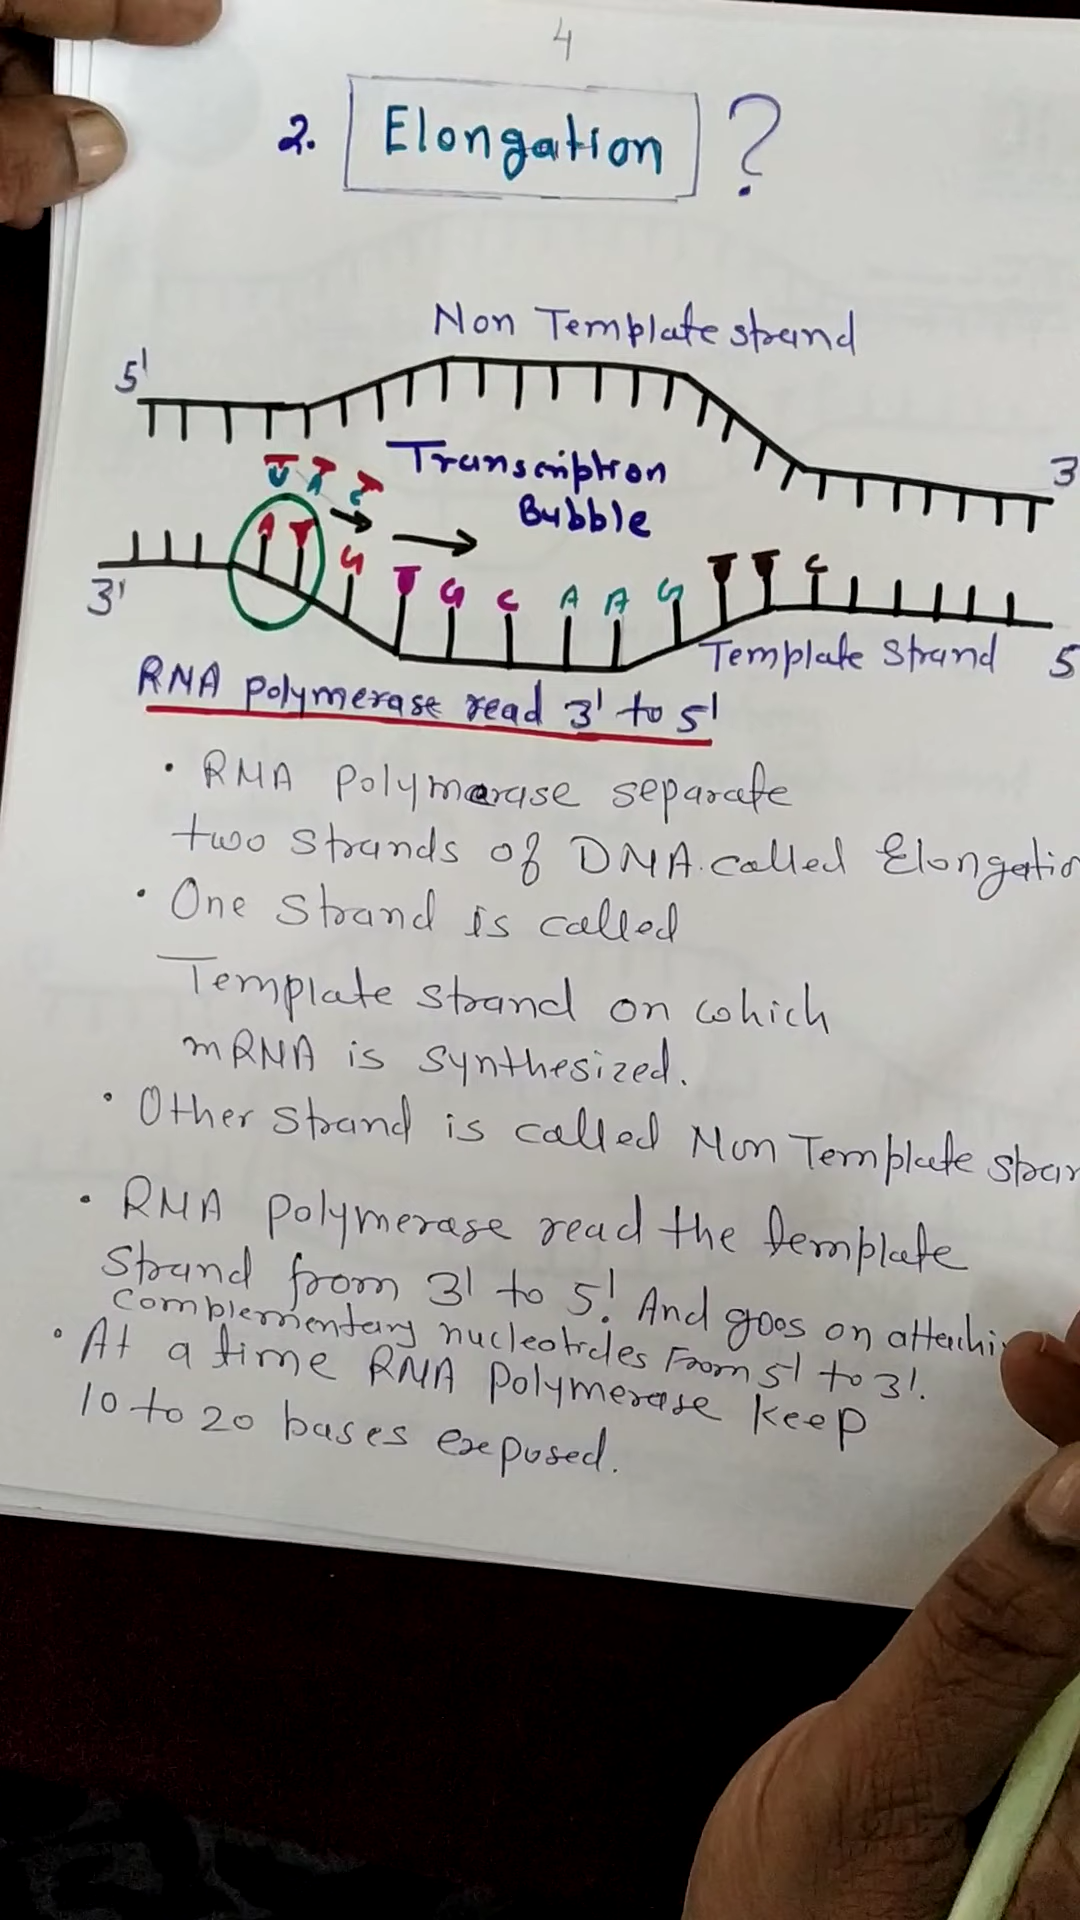 4
2. Elongation ?
Non Template strand
5'
Transcription
Bubble
3
U A C
A T G T G C A A G T T C
3'
Template Strand 5
RNA polymerase read 3' to 5'
• RNA Polymerase separate
two strands of DNA. called Elongatio
• One strand is called
Template strand on which
mRNA is synthesized.
• Other strand is called Non Template stran
• RNA Polymerase read the template
strand from 3' to 5'. And goes on attachi
complementary nucleotides From 5' to 3'.
• At a time RNA Polymerase keep
10 to 20 bases exposed.